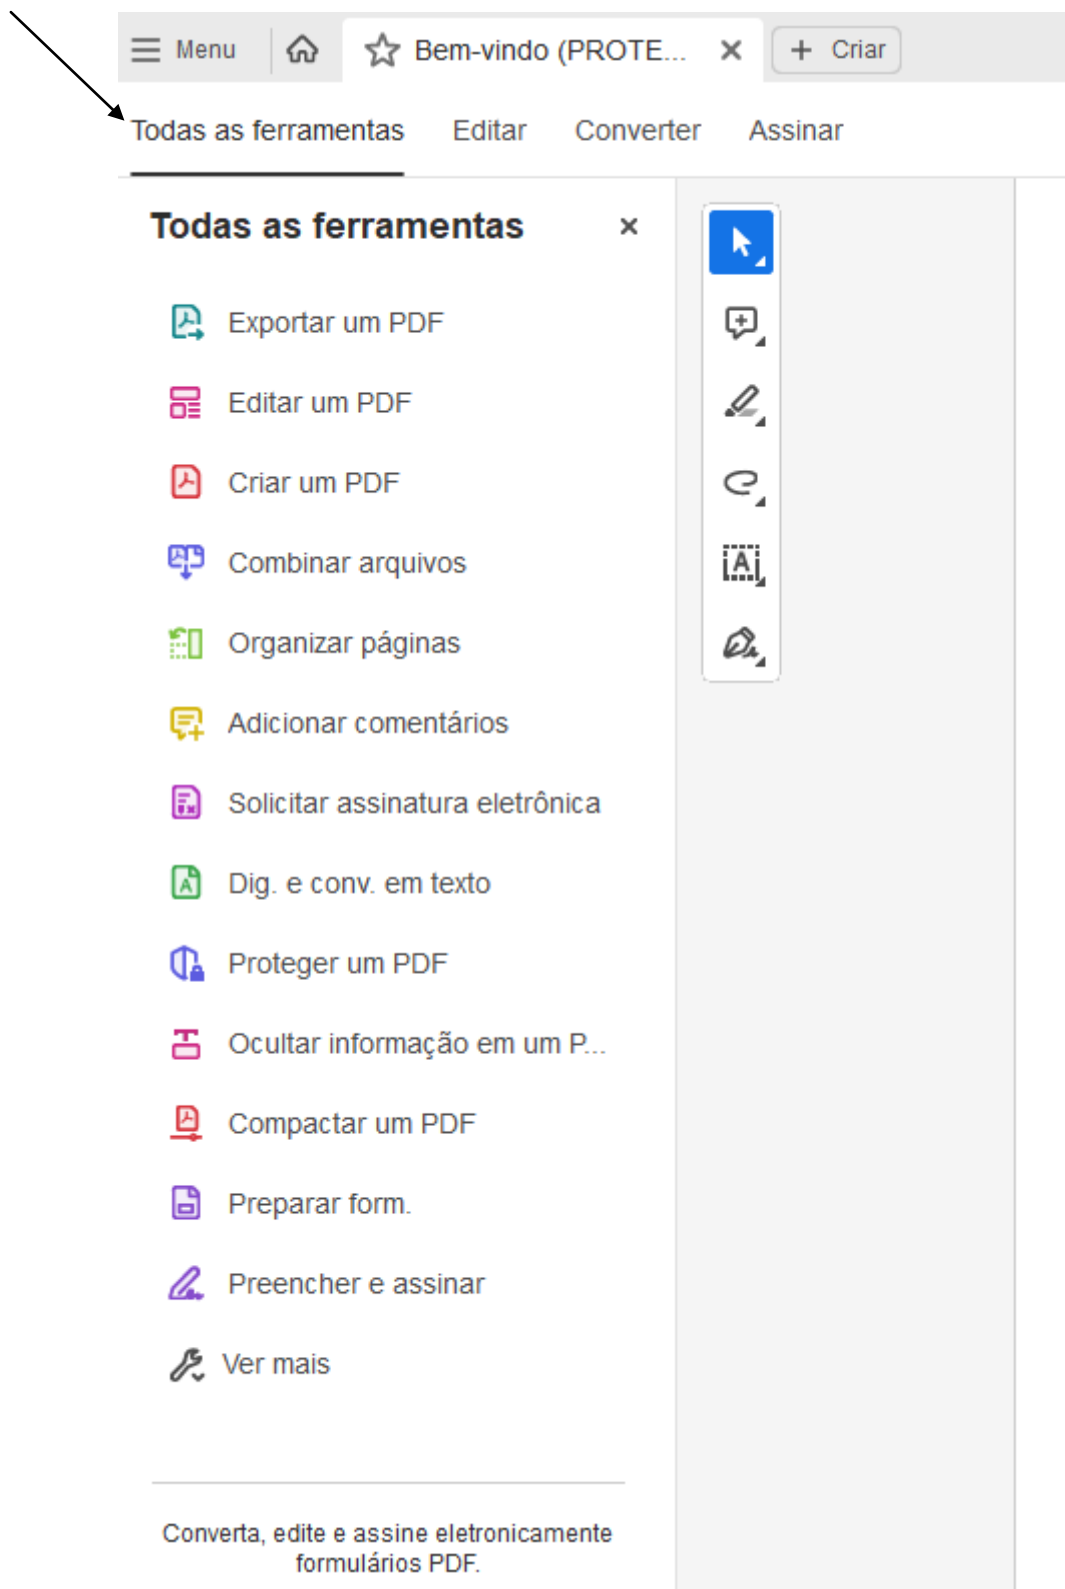 Menu
Bem-vindo (PROTE...
Criar
Todas as ferramentas
Editar
Converter
Assinar
Todas as ferramentas
Exportar um PDF
Editar um PDF
Criar um PDF
Combinar arquivos
Organizar páginas
Adicionar comentários
Solicitar assinatura eletrônica
Dig. e conv. em texto
Proteger um PDF
Ocultar informação em um P...
Compactar um PDF
Preparar form.
Preencher e assinar
Ver mais
Converta, edite e assine eletronicamente
formulários PDF.